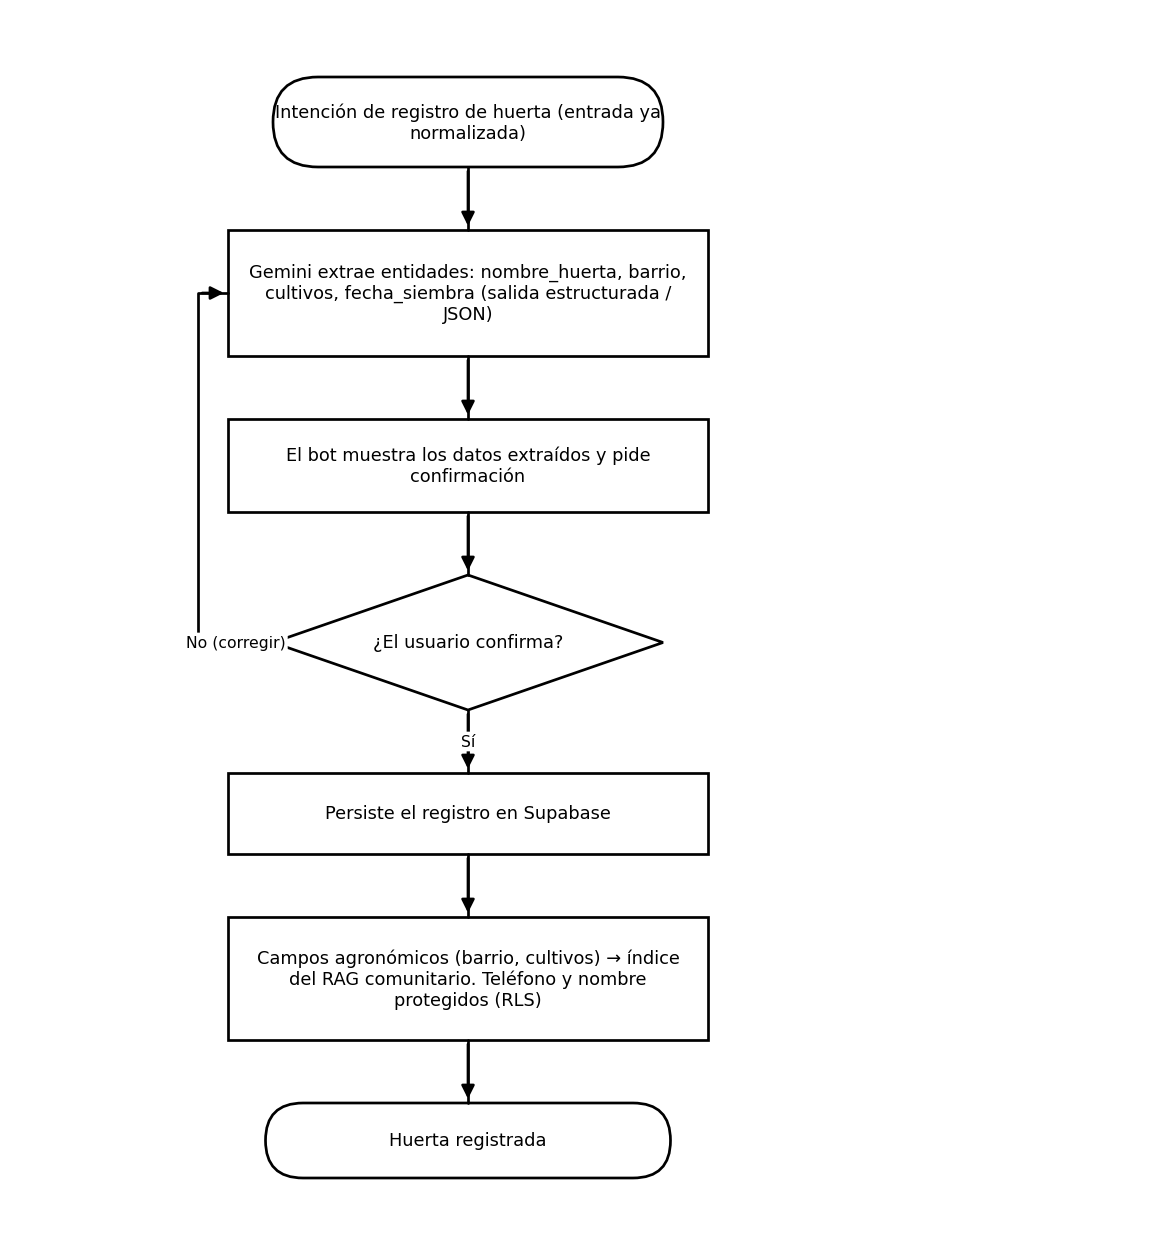 Intención de registro de huerta (entrada ya
normalizada)
Gemini extrae entidades: nombre_huerta, barrio,
cultivos, fecha_siembra (salida estructurada /
JSON)
El bot muestra los datos extraídos y pide
confirmación
¿El usuario confirma?
No (corregir)
Sí
Persiste el registro en Supabase
Campos agronómicos (barrio, cultivos) → índice
del RAG comunitario. Teléfono y nombre
protegidos (RLS)
Huerta registrada